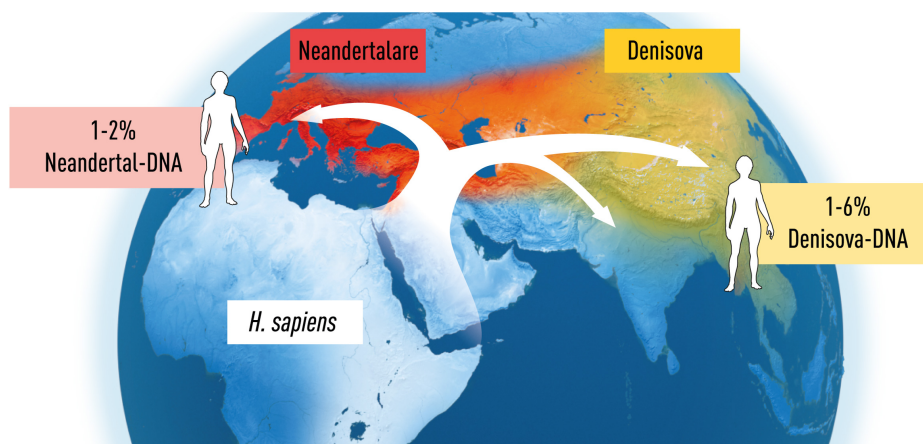 Neandertalare
Denisova
1-2%
Neandertal-DNA
1-6%
Denisova-DNA
H. sapiens